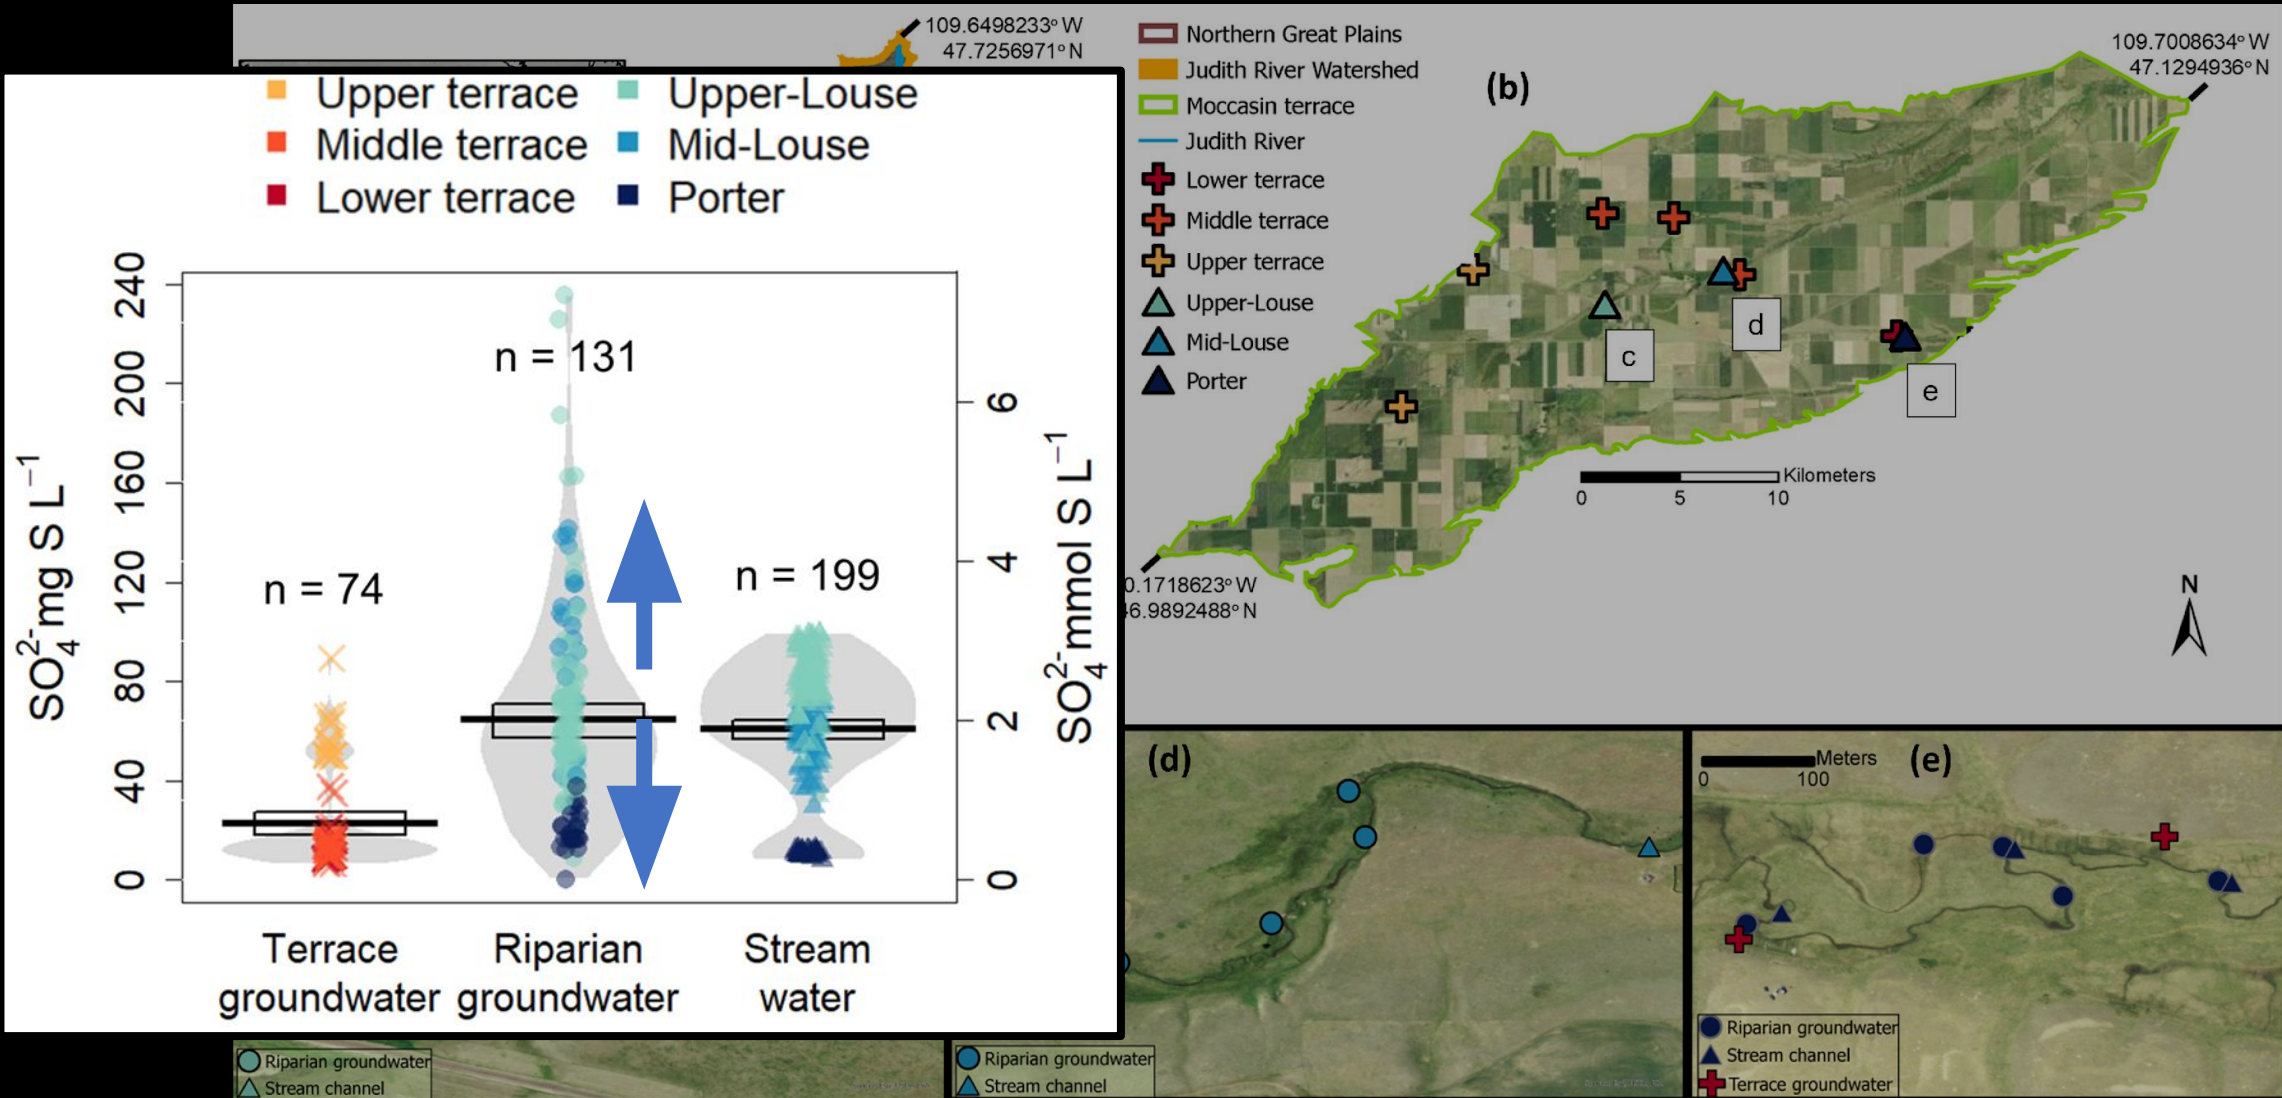 109.6498233° W
47.7256971° N
Upper terrace
Middle terrace
Lower terrace
Upper-Louse
Mid-Louse
Porter
SO₄²⁻mg S L⁻¹
240
200
160
120
80
40
0
n = 74
n = 131
n = 199
6
4
2
0
SO₄²⁻mmol S L⁻¹
Terrace
groundwater
Riparian
groundwater
Stream
water
Northern Great Plains
Judith River Watershed
Moccasin terrace
Judith River
Lower terrace
Middle terrace
Upper terrace
Upper-Louse
Mid-Louse
Porter
(b)
109.7008634° W
47.1294936° N
c
d
e
Kilometers
0 5 10
0.1718623° W
46.9892488° N
N
Riparian groundwater
Stream channel
(d)
Riparian groundwater
Stream channel
Meters
0 100
(e)
Riparian groundwater
Stream channel
Terrace groundwater